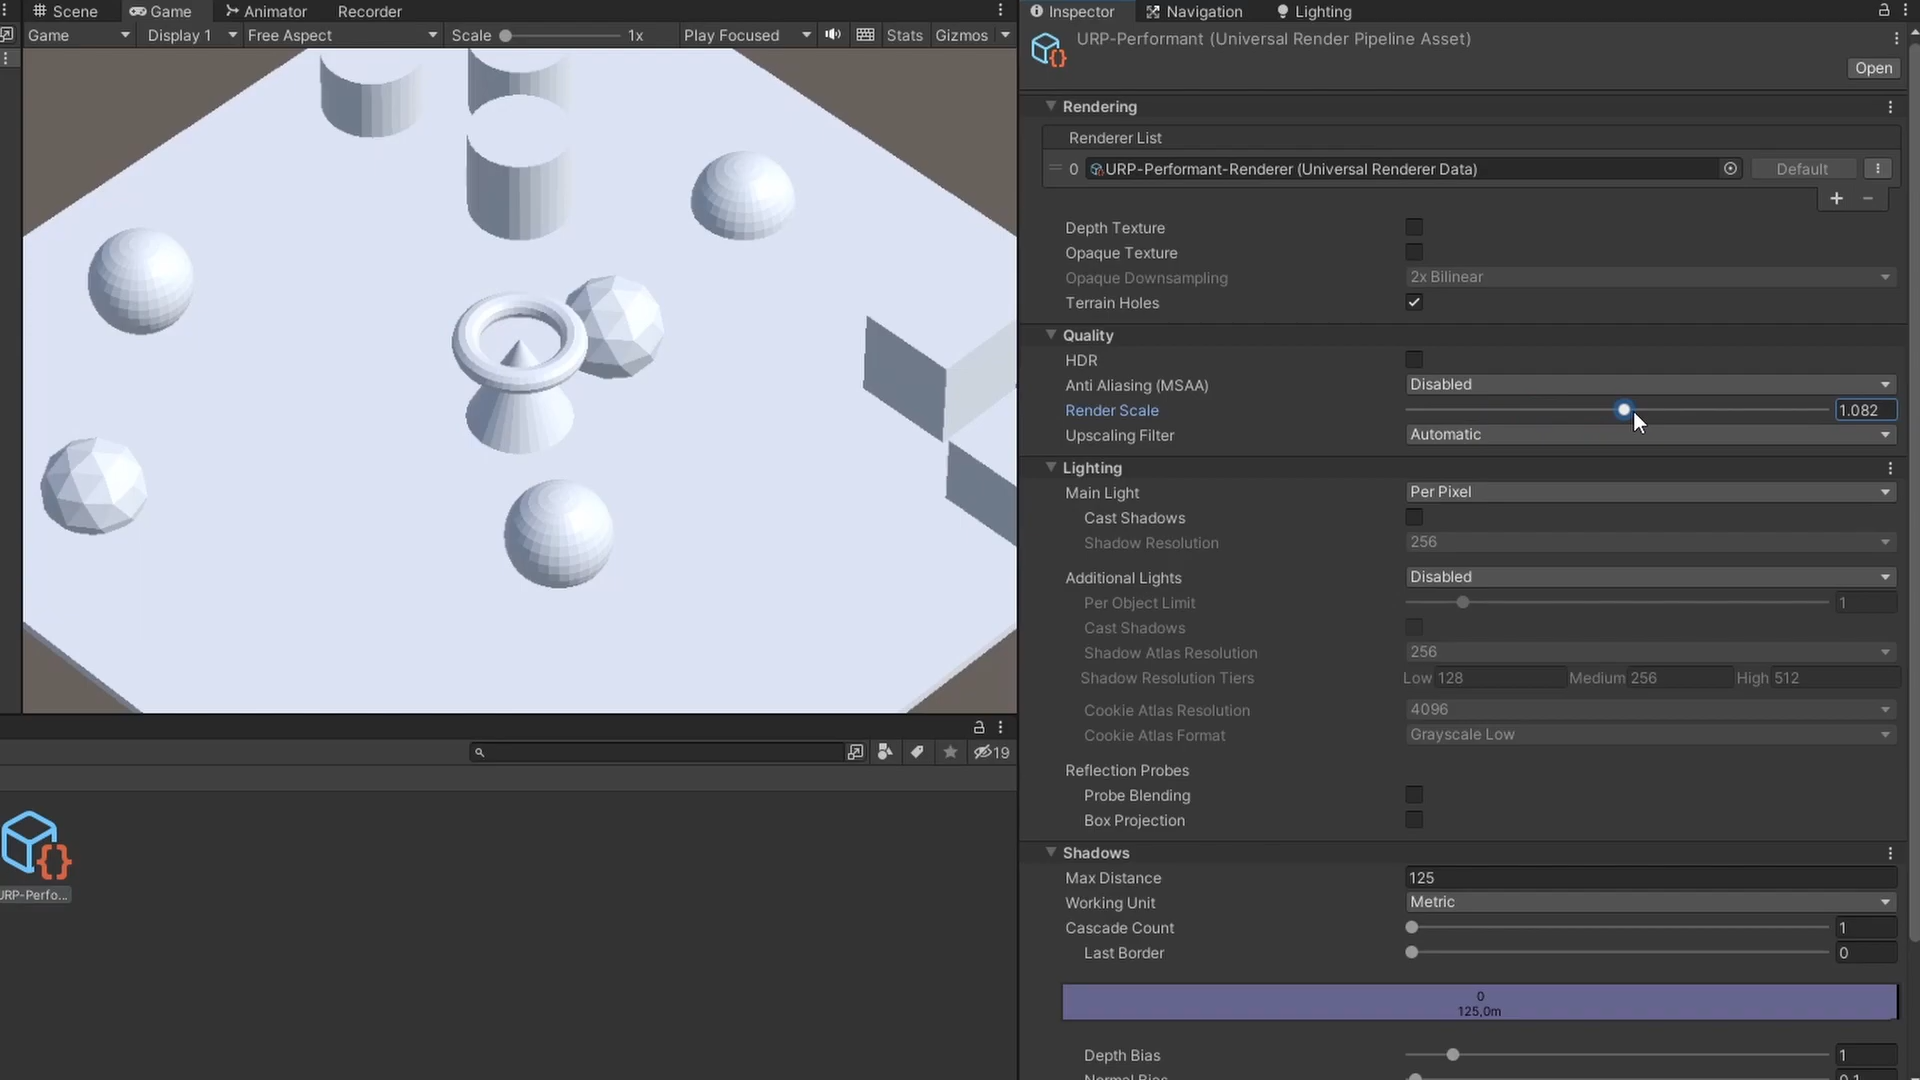 Scene
Game
Animator
Recorder
Game
Display 1
Free Aspect
Scale
1x
Play Focused
Stats
Gizmos
19
URP-Perfo...
Inspector
Navigation
Lighting
URP-Performant (Universal Render Pipeline Asset)
Open
Rendering
Renderer List
0 URP-Performant-Renderer (Universal Renderer Data) Default
Depth Texture
Opaque Texture
Opaque Downsampling 2x Bilinear
Terrain Holes
Quality
HDR
Anti Aliasing (MSAA) Disabled
Render Scale 1.082
Upscaling Filter Automatic
Lighting
Main Light Per Pixel
Cast Shadows
Shadow Resolution 256
Additional Lights Disabled
Per Object Limit 1
Cast Shadows
Shadow Atlas Resolution 256
Shadow Resolution Tiers Low 128 Medium 256 High 512
Cookie Atlas Resolution 4096
Cookie Atlas Format Grayscale Low
Reflection Probes
Probe Blending
Box Projection
Shadows
Max Distance 125
Working Unit Metric
Cascade Count 1
Last Border 0
0
125,0m
Depth Bias 1